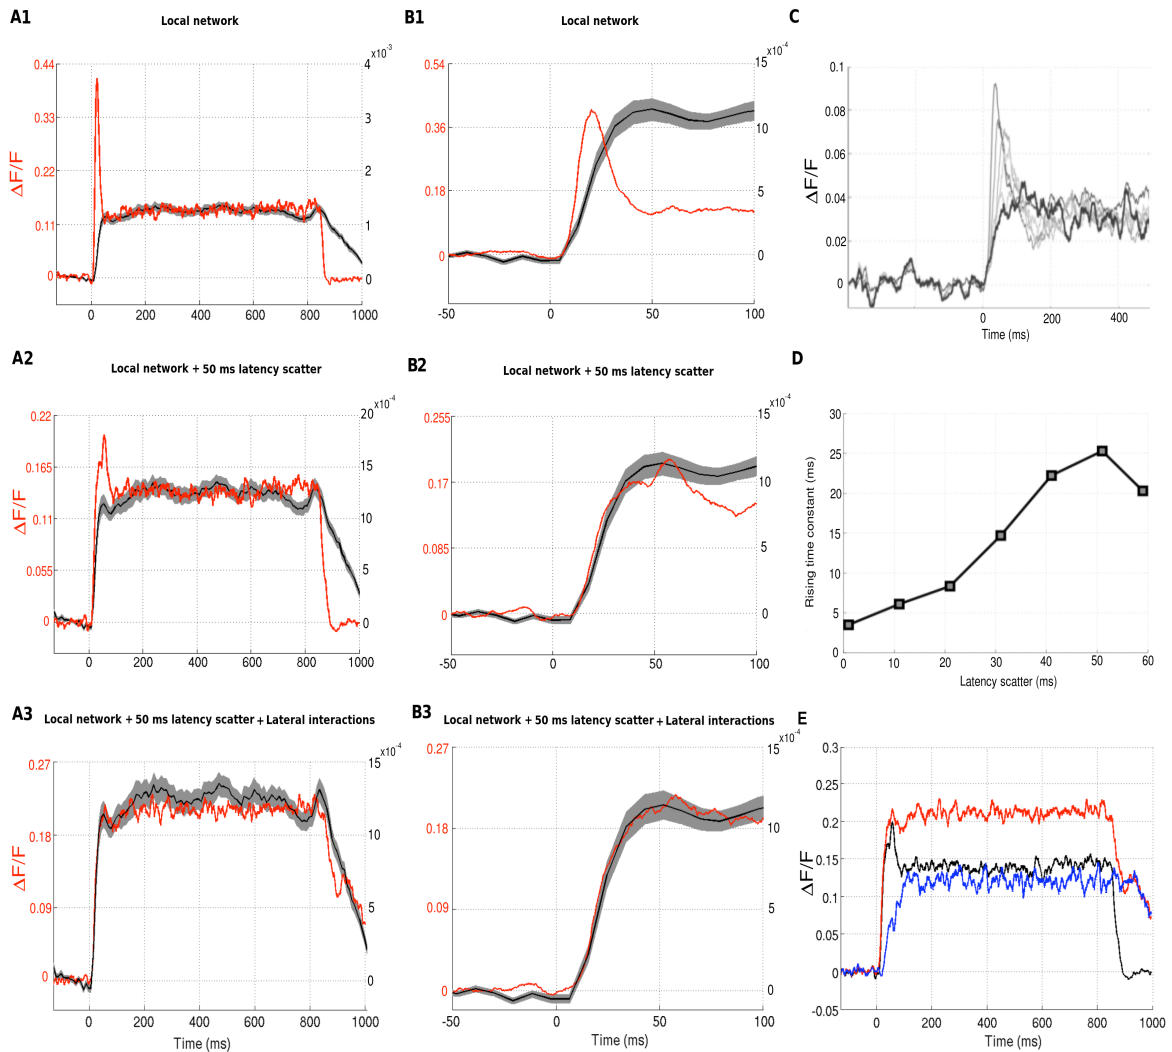 A1
Local network
x10-3
0.44
0.33
0.22
0.11
0
4
3
2
1
0
ΔF/F
0 200 400 600 800 1000
B1
Local network
x10-4
0.54
0.36
0.18
0
15
10
5
0
-50 0 50 100
C
0.1
0.08
0.06
0.04
0.02
0
ΔF/F
0 200 400
Time (ms)
A2
Local network + 50 ms latency scatter
x10-4
0.22
0.165
0.11
0.055
0
20
15
10
5
0
ΔF/F
0 200 400 600 800 1000
B2
Local network + 50 ms latency scatter
x10-4
0.255
0.17
0.085
0
15
10
5
0
-50 0 50 100
D
30
25
20
15
10
5
0
Rising time constant (ms)
0 10 20 30 40 50 60
Latency scatter (ms)
A3
Local network + 50 ms latency scatter + Lateral interactions
x10-4
0.27
0.18
0.09
0
15
10
5
0
ΔF/F
0 200 400 600 800 1000
Time (ms)
B3
Local network + 50 ms latency scatter + Lateral interactions
x10-4
0.27
0.18
0.09
0
15
10
5
0
-50 0 50 100
Time (ms)
E
0.3
0.25
0.2
0.15
0.1
0.05
0
-0.05
ΔF/F
0 200 400 600 800 1000
Time (ms)